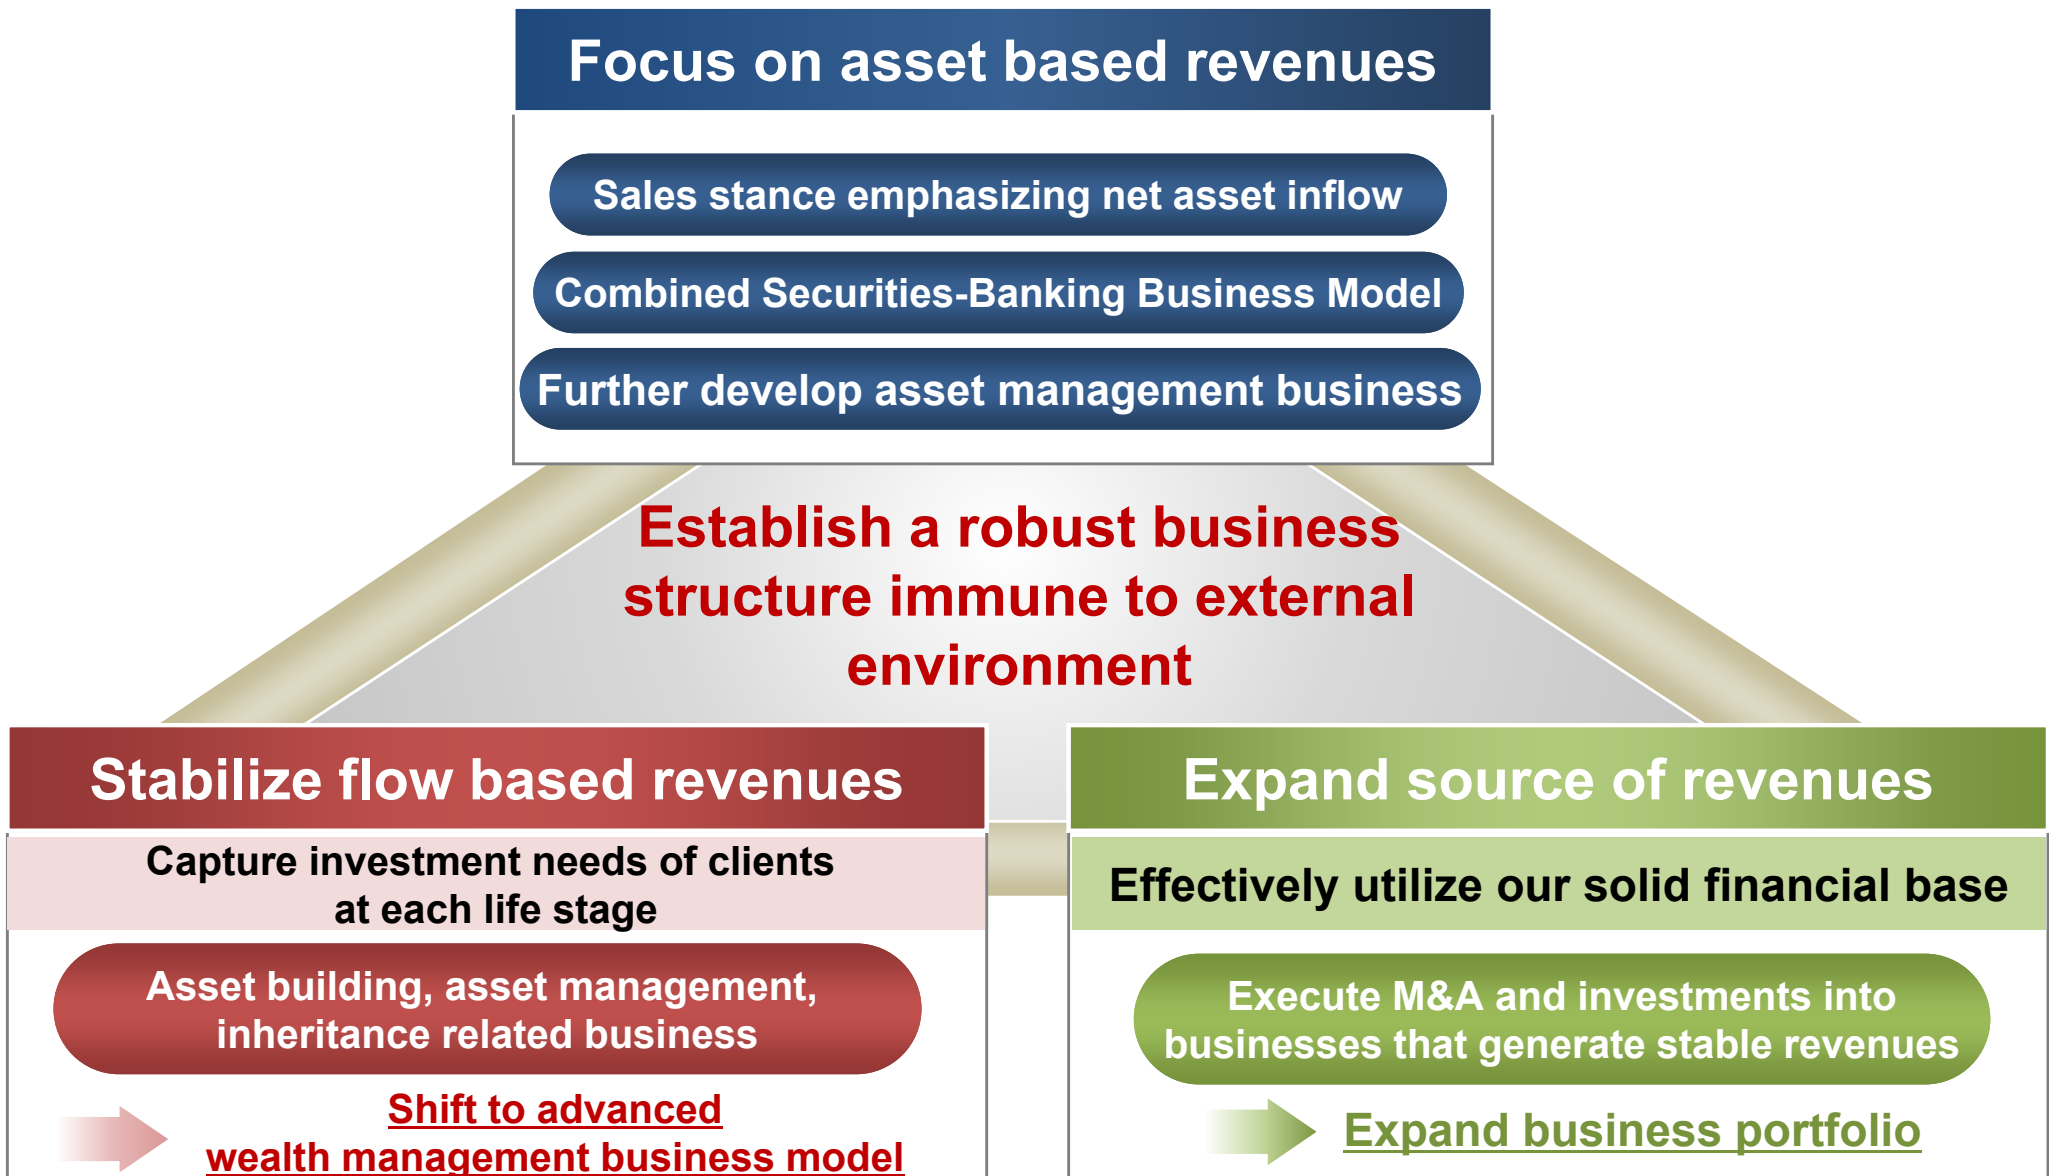 Focus on asset based revenues
Sales stance emphasizing net asset inflow
Combined Securities-Banking Business Model
Further develop asset management business
Establish a robust business
structure immune to external
environment
Stabilize flow based revenues
Capture investment needs of clients
at each life stage
Asset building, asset management,
inheritance related business
Shift to advanced
wealth management business model
Expand source of revenues
Effectively utilize our solid financial base
Execute M&A and investments into
businesses that generate stable revenues
Expand business portfolio